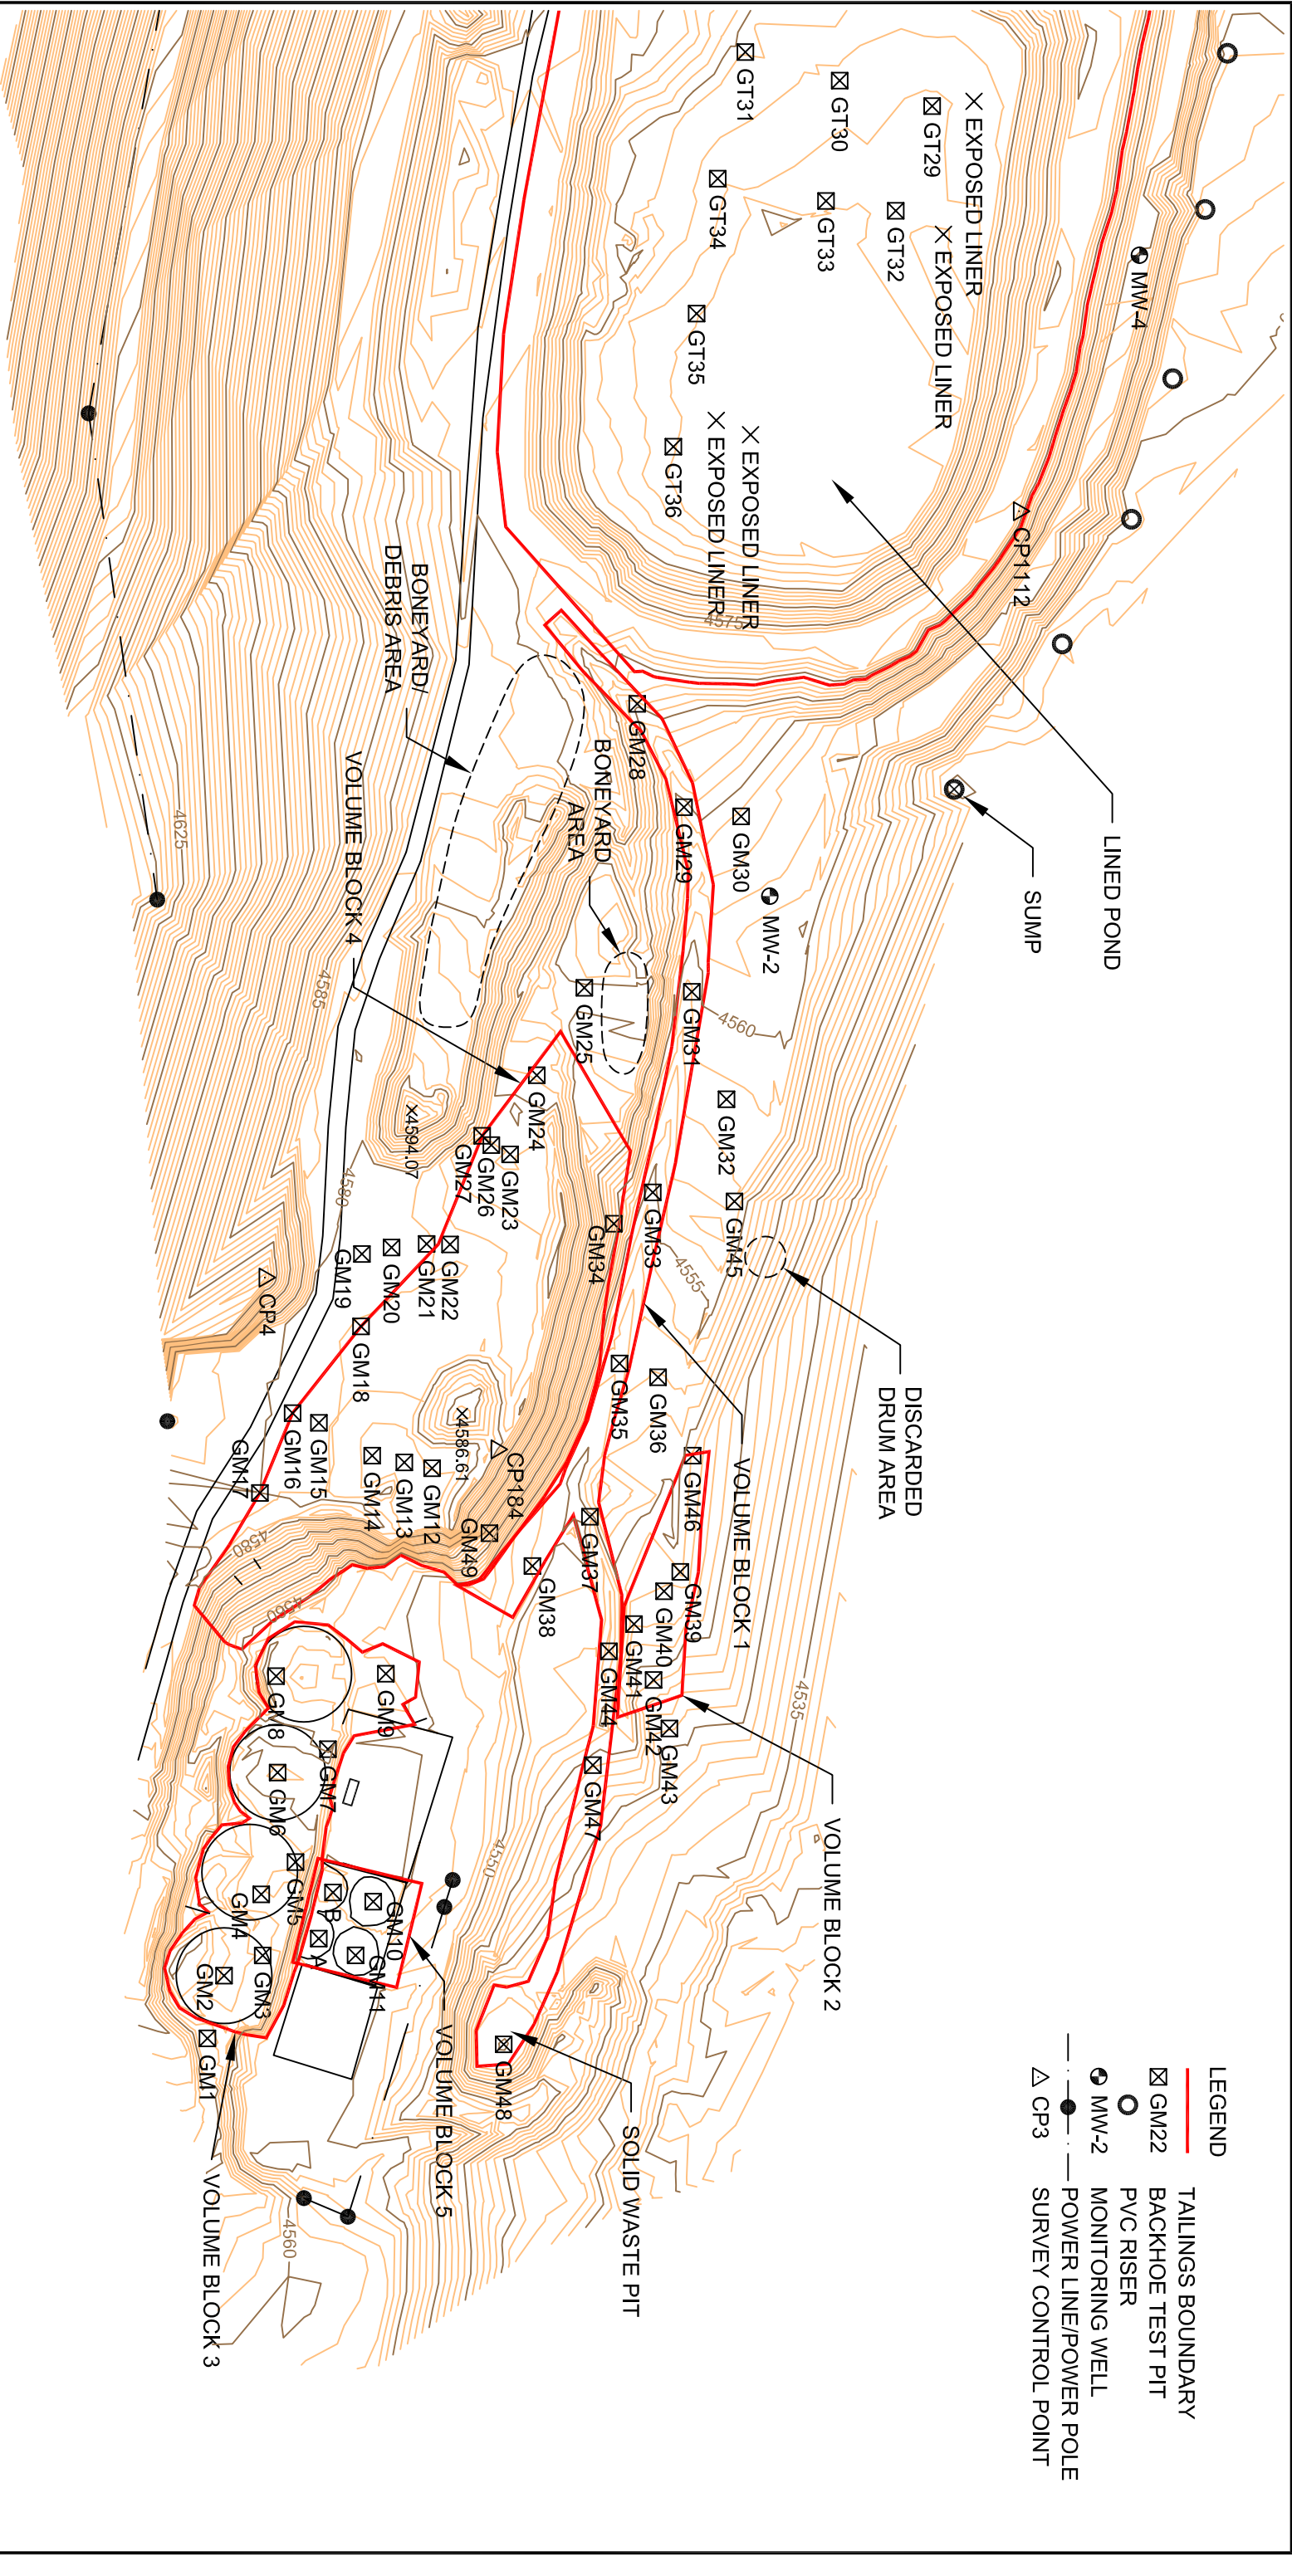 LEGEND
TAILINGS BOUNDARY
GM22 BACKHOE TEST PIT
PVC RISER
MW-2 MONITORING WELL
POWER LINE/POWER POLE
CP3 SURVEY CONTROL POINT
MW-4
LINED POND
SUMP
CP1112
EXPOSED LINER
EXPOSED LINER
GT29
GT32
GT30
GT33
GT31
GT34
GT35
GT36
EXPOSED LINER
EXPOSED LINER
4575
DISCARDED
DRUM AREA
VOLUME BLOCK 2
4535
MW-2
GM30
GM45
GM32
VOLUME BLOCK 1
4560
GM31
GM29
GM28
4555
GM33
GM36
GM46
GM39
GM40
GM43
GM42
GM41
GM44
GM47
SOLID WASTE PIT
GM35
GM34
GM37
BONEYARD
AREA
GM25
GM24
GM38
GM23
GM26
GM27
CP184
GM49
4586.61
GM48
4550
GM22
GM21
GM20
GM19
GM18
GM12
GM13
GM14
GM15
GM16
GM17
BONEYARD/
DEBRIS AREA
4594.07
VOLUME BLOCK 4
4585
4580
VOLUME BLOCK 5
GM9
GM10
GM11
B
A
GM7
GM8
GM6
GM5
GM4
GM3
GM2
GM1
4580
4560
CP4
4560
VOLUME BLOCK 3
4625